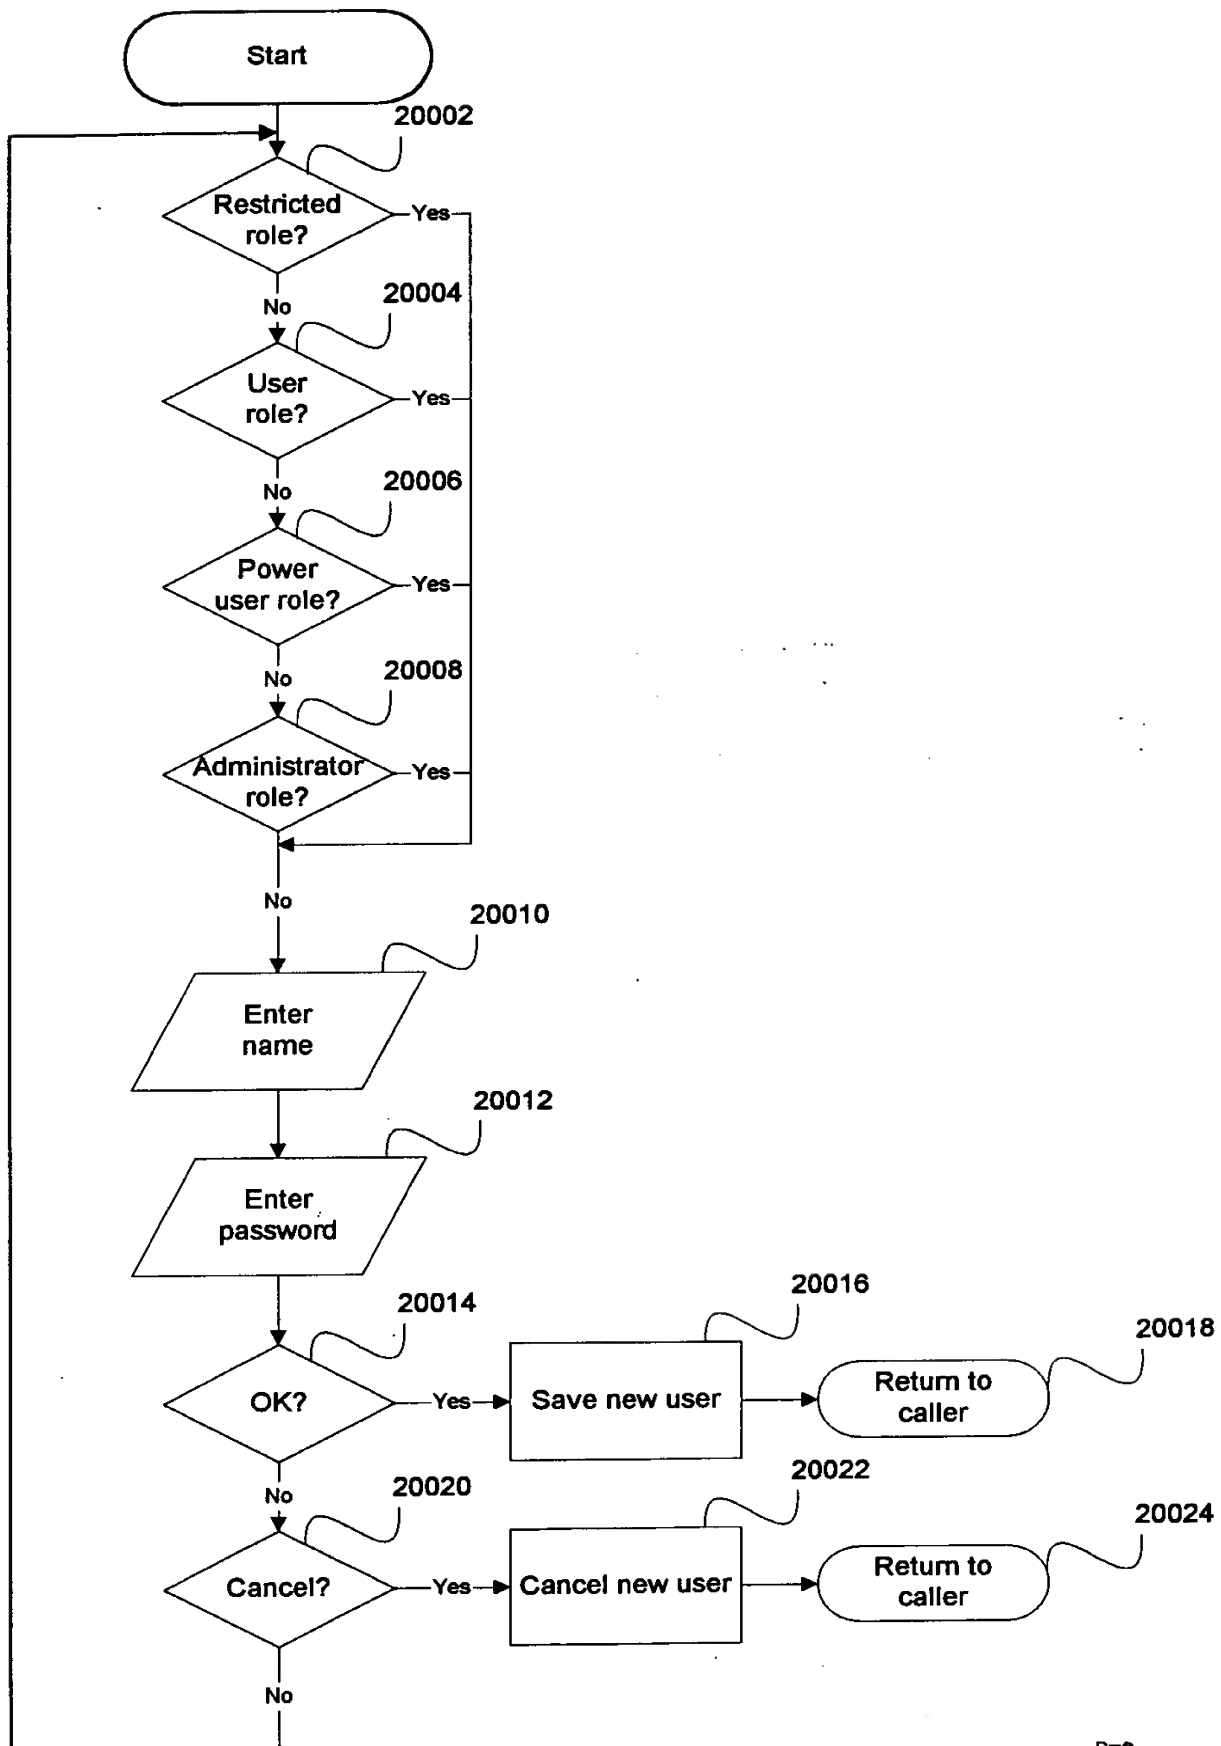 Start
20002
Restricted
role?
Yes
No
20004
User
role?
Yes
No
20006
Power
user role?
Yes
No
20008
Administrator
role?
Yes
No
20010
Enter
name
20012
Enter
password
20014
OK?
Yes
20016
Save new user
20018
Return to
caller
No
20020
Cancel?
Yes
20022
Cancel new user
20024
Return to
caller
No